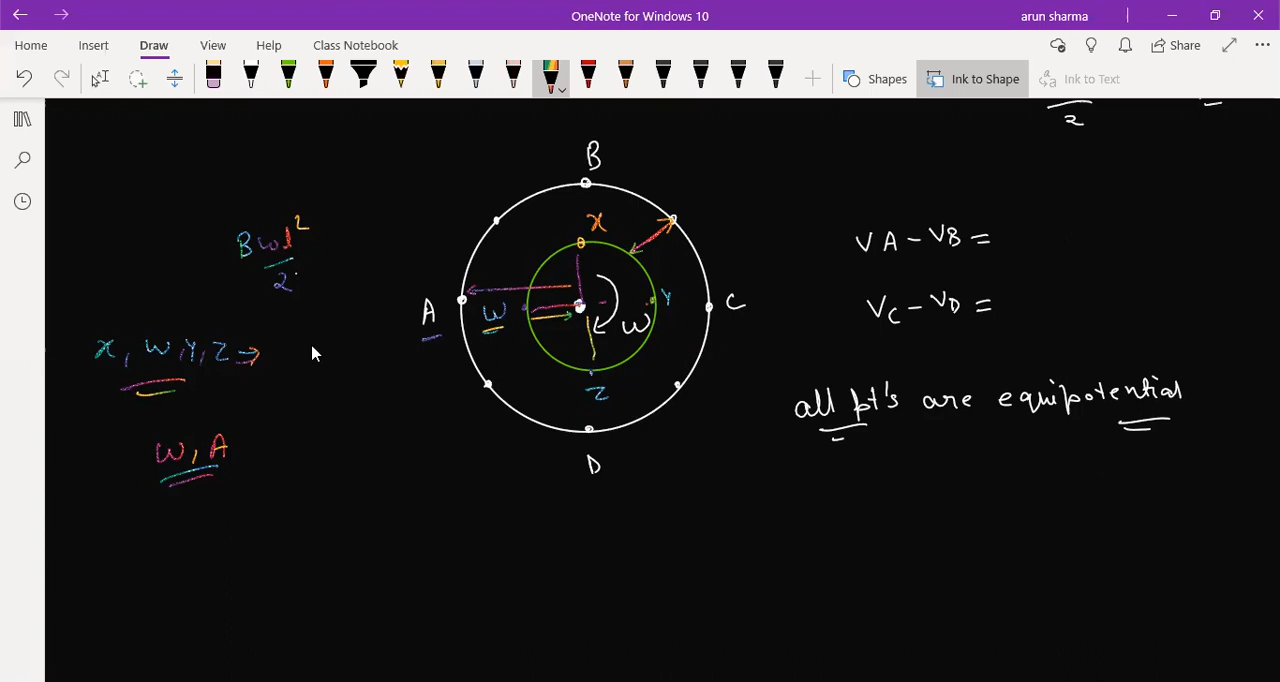 OneNote for Windows 10
arun sharma
Home Insert Draw View Help Class Notebook
Share
Shapes Ink to Shape Ink to Text
2
B
x
Bωl²
2
VA - VB =
A
W
Y
C
ω
VC - VD =
x, W, Y, Z →
Z
all pt's are equipotential
W, A
D